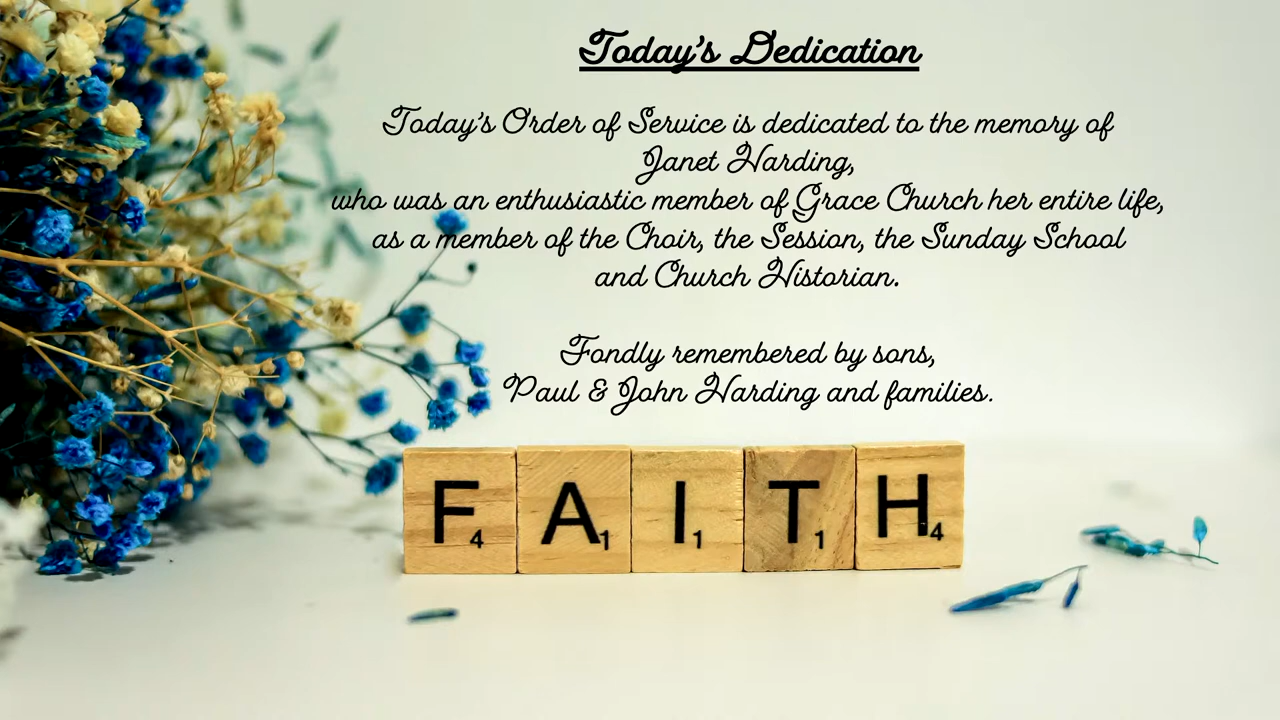 Today's Dedication
Today's Order of Service is dedicated to the memory of
Janet Harding,
who was an enthusiastic member of Grace Church her entire life,
as a member of the Choir, the Session, the Sunday School
and Church Historian.
Fondly remembered by sons,
Paul & John Harding and families.
F4 A1 I1 T1 H4